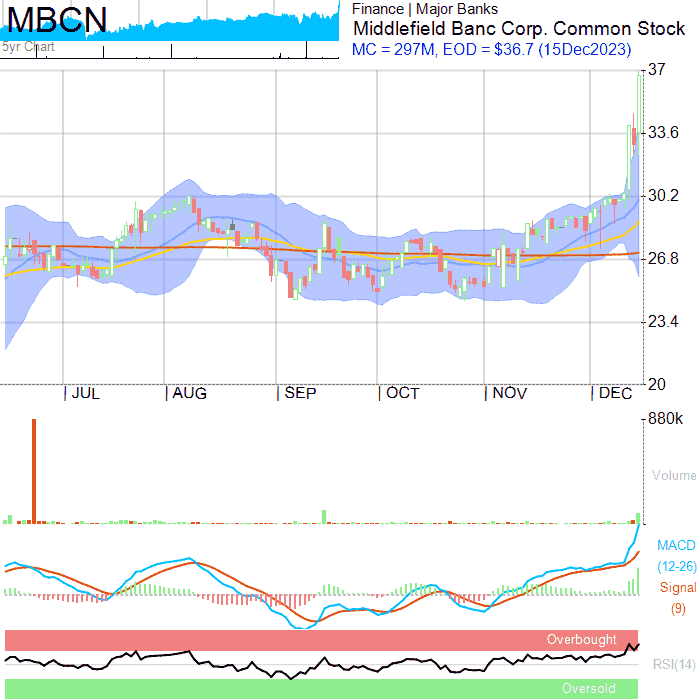 MBCN
5yr Chart
Finance | Major Banks
Middlefield Banc Corp. Common Stock
MC = 297M, EOD = $36.7 (15Dec2023)
37
33.6
30.2
26.8
23.4
20
| JUL | AUG | SEP | OCT | NOV | DEC
880k
Volume
MACD
(12-26)
Signal
(9)
Overbought
RSI(14)
Oversold